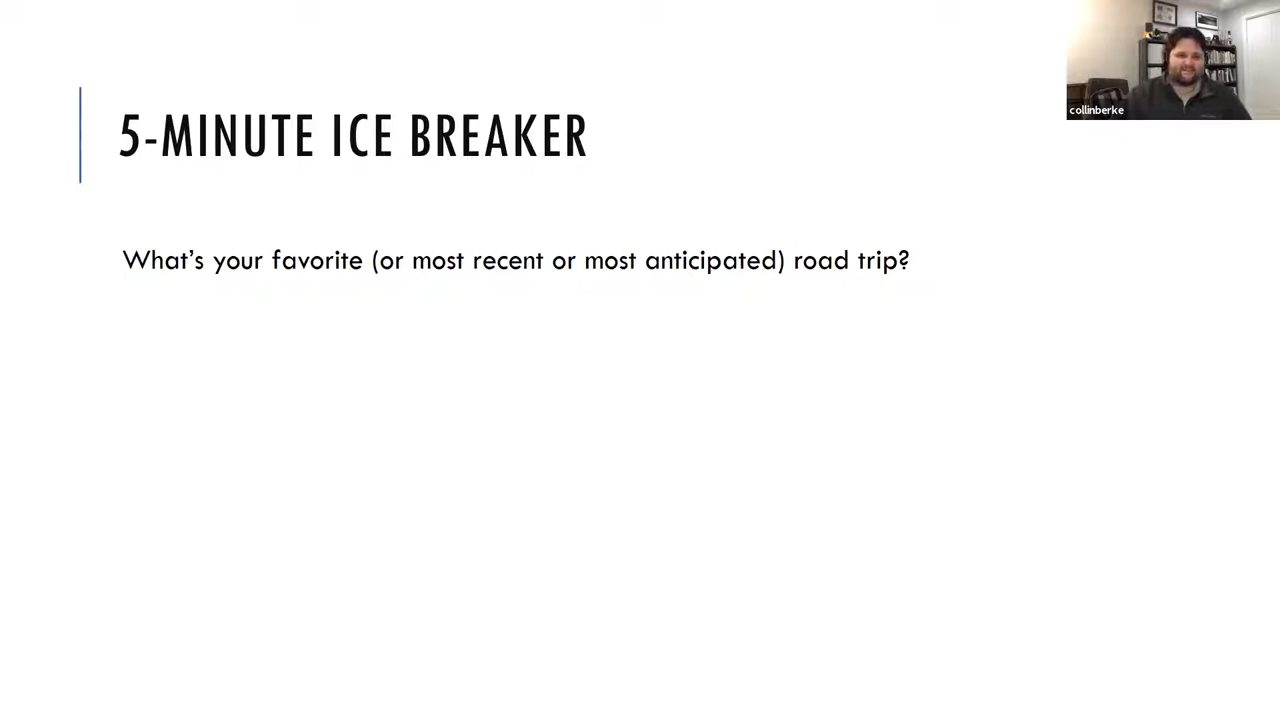 5-MINUTE ICE BREAKER
What's your favorite (or most recent or most anticipated) road trip?
collinberke